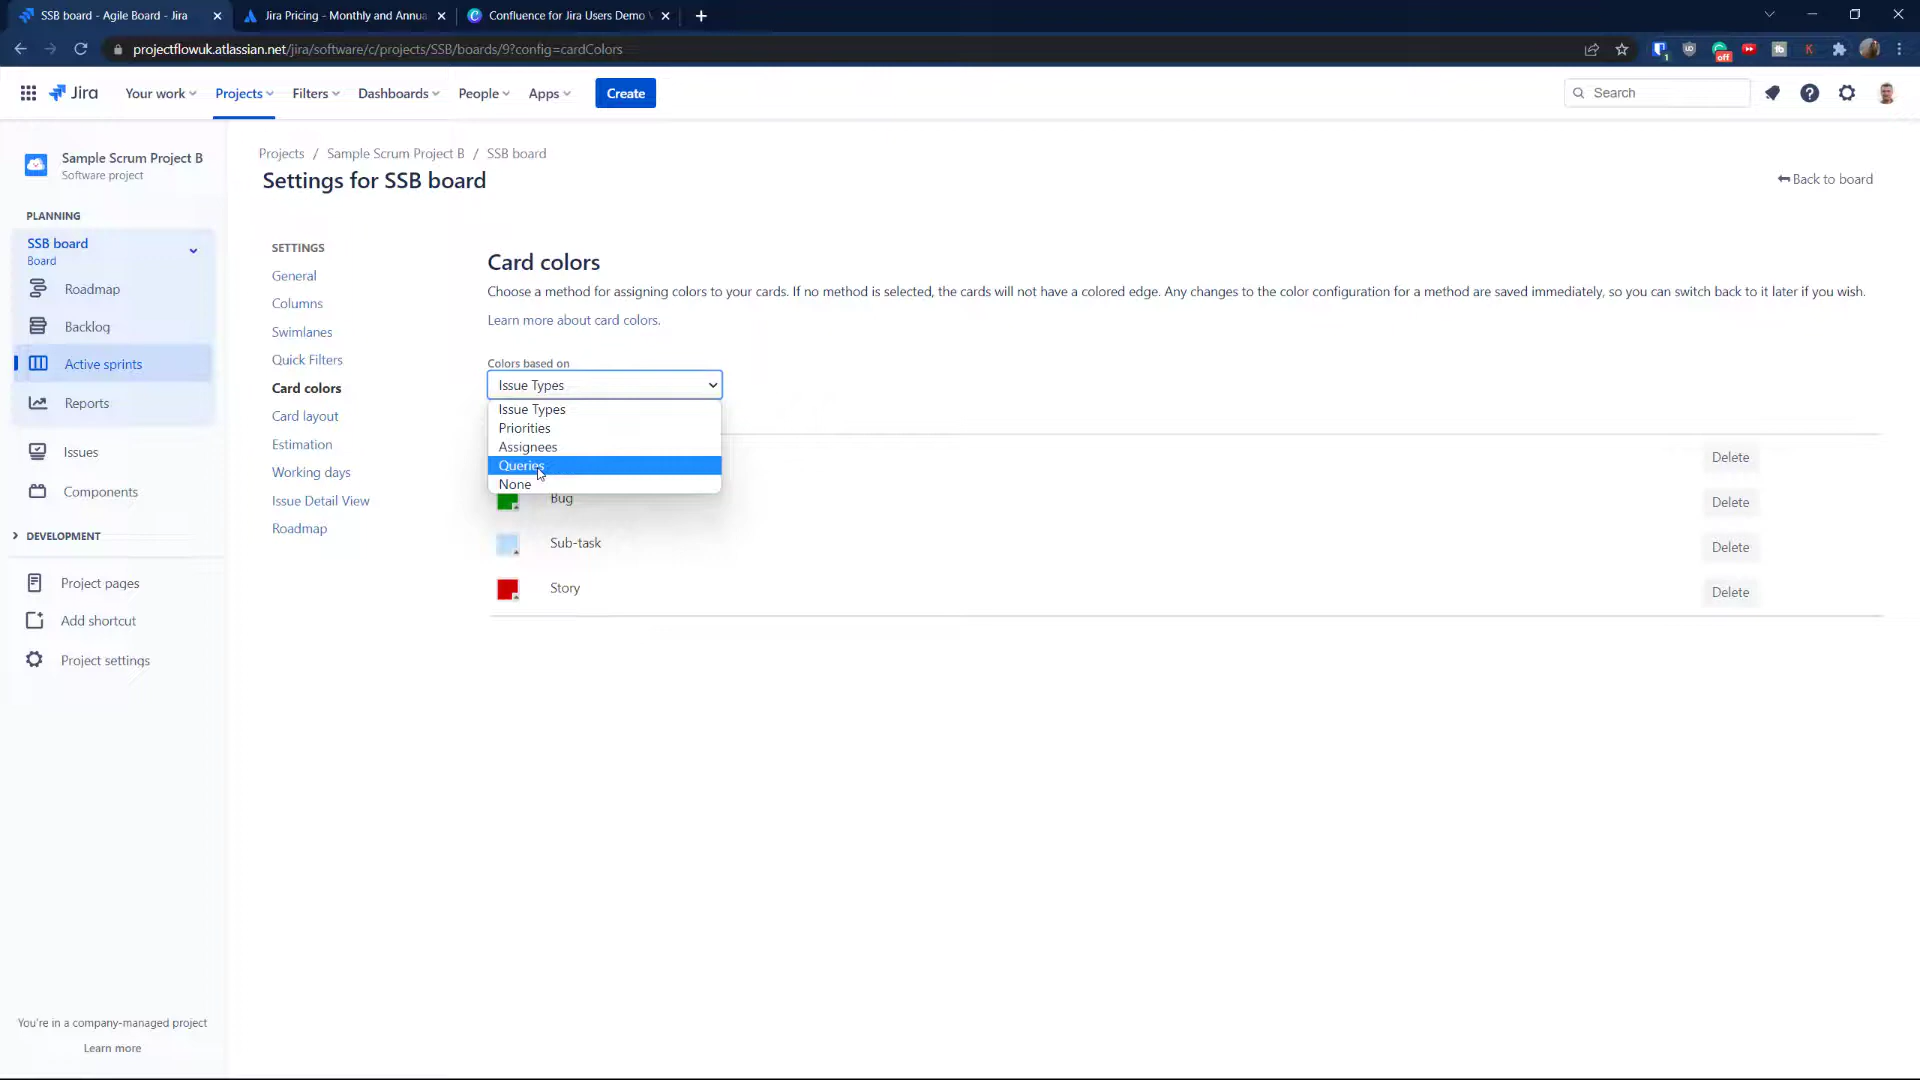 SSB board - Agile Board - Jira
Jira Pricing - Monthly and Annua
Confluence for Jira Users Demo
projectflowuk.atlassian.net/jira/software/c/projects/SSB/boards/9?config=cardColors
off
Jira
Your work
Projects
Filters
Dashboards
People
Apps
Create
Search
Sample Scrum Project B
Software project
PLANNING
SSB board
Board
Roadmap
Backlog
Active sprints
Reports
Issues
Components
DEVELOPMENT
Project pages
Add shortcut
Project settings
You're in a company-managed project
Learn more
Projects / Sample Scrum Project B / SSB board
Settings for SSB board
Back to board
SETTINGS
General
Columns
Swimlanes
Quick Filters
Card colors
Card layout
Estimation
Working days
Issue Detail View
Roadmap
Card colors
Choose a method for assigning colors to your cards. If no method is selected, the cards will not have a colored edge. Any changes to the color configuration for a method are saved immediately, so you can switch back to it later if you wish.
Learn more about card colors.
Colors based on
Issue Types
Issue Types
Priorities
Assignees
Queries
None
Delete
Bug
Delete
Sub-task
Delete
Story
Delete